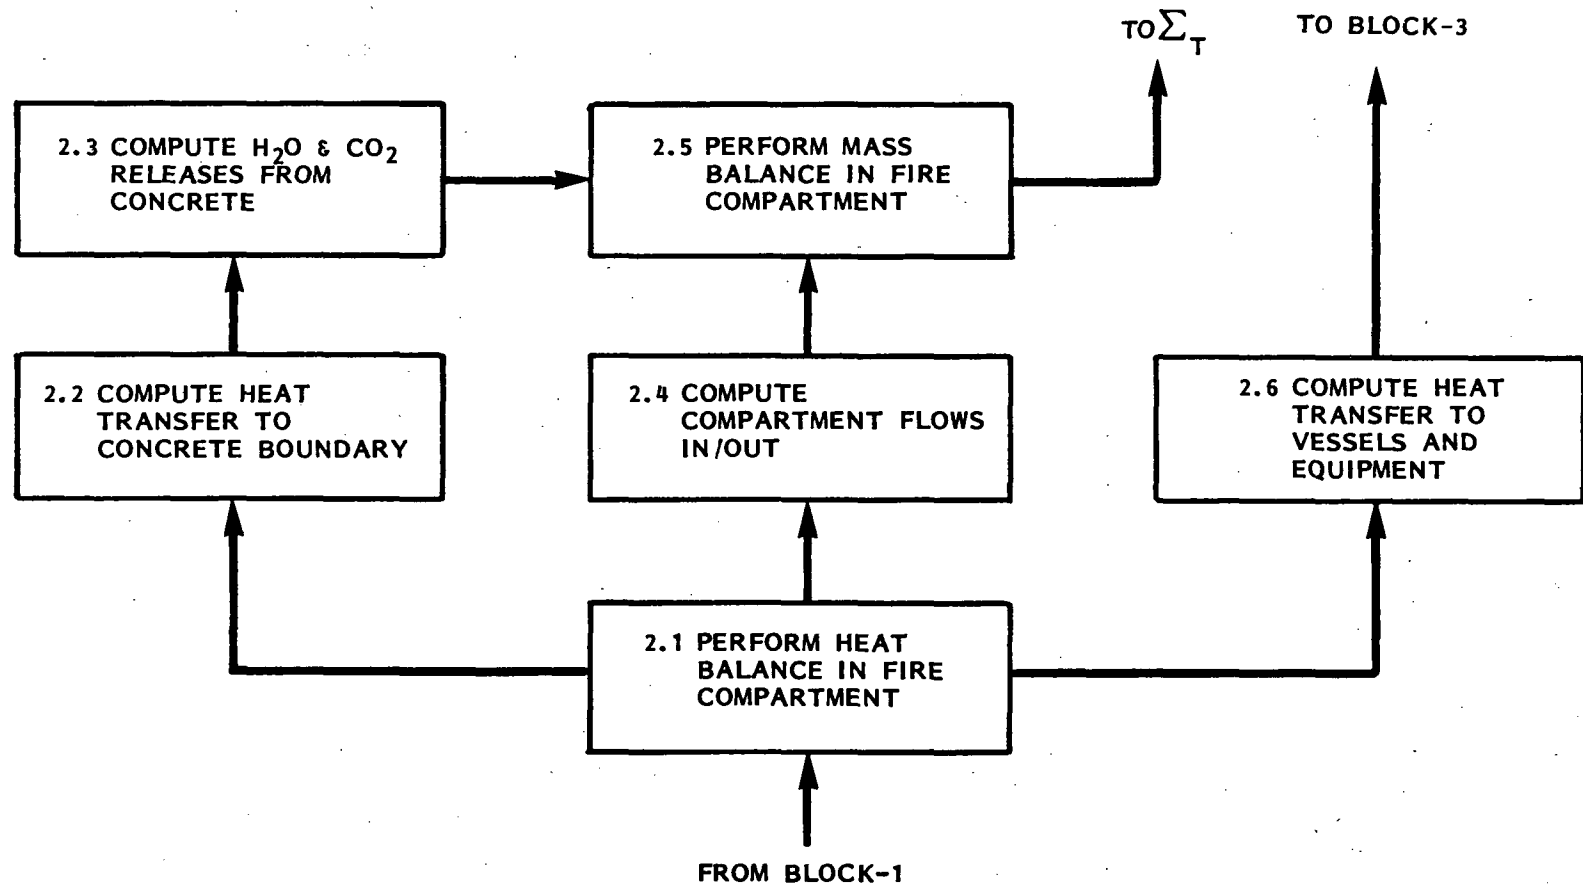 TO Σ_T
TO BLOCK-3
2.3 COMPUTE H₂O & CO₂
RELEASES FROM
CONCRETE
2.5 PERFORM MASS
BALANCE IN FIRE
COMPARTMENT
2.2 COMPUTE HEAT
TRANSFER TO
CONCRETE BOUNDARY
2.4 COMPUTE
COMPARTMENT FLOWS
IN/OUT
2.6 COMPUTE HEAT
TRANSFER TO
VESSELS AND
EQUIPMENT
2.1 PERFORM HEAT
BALANCE IN FIRE
COMPARTMENT
FROM BLOCK-1